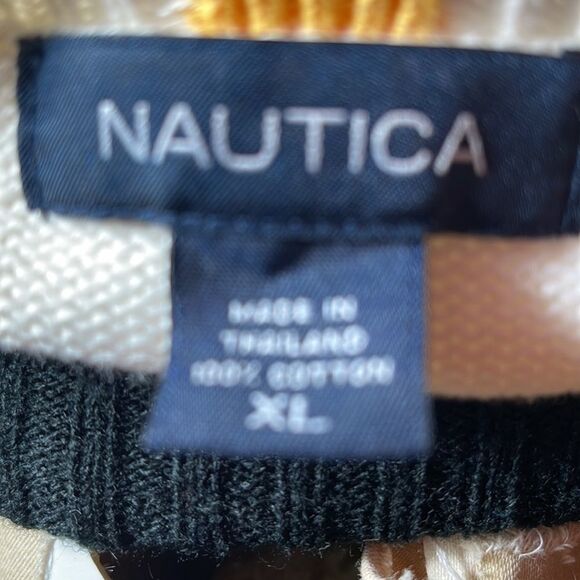 NAUTICA
MADE IN
THAILAND
100% COTTON
XL